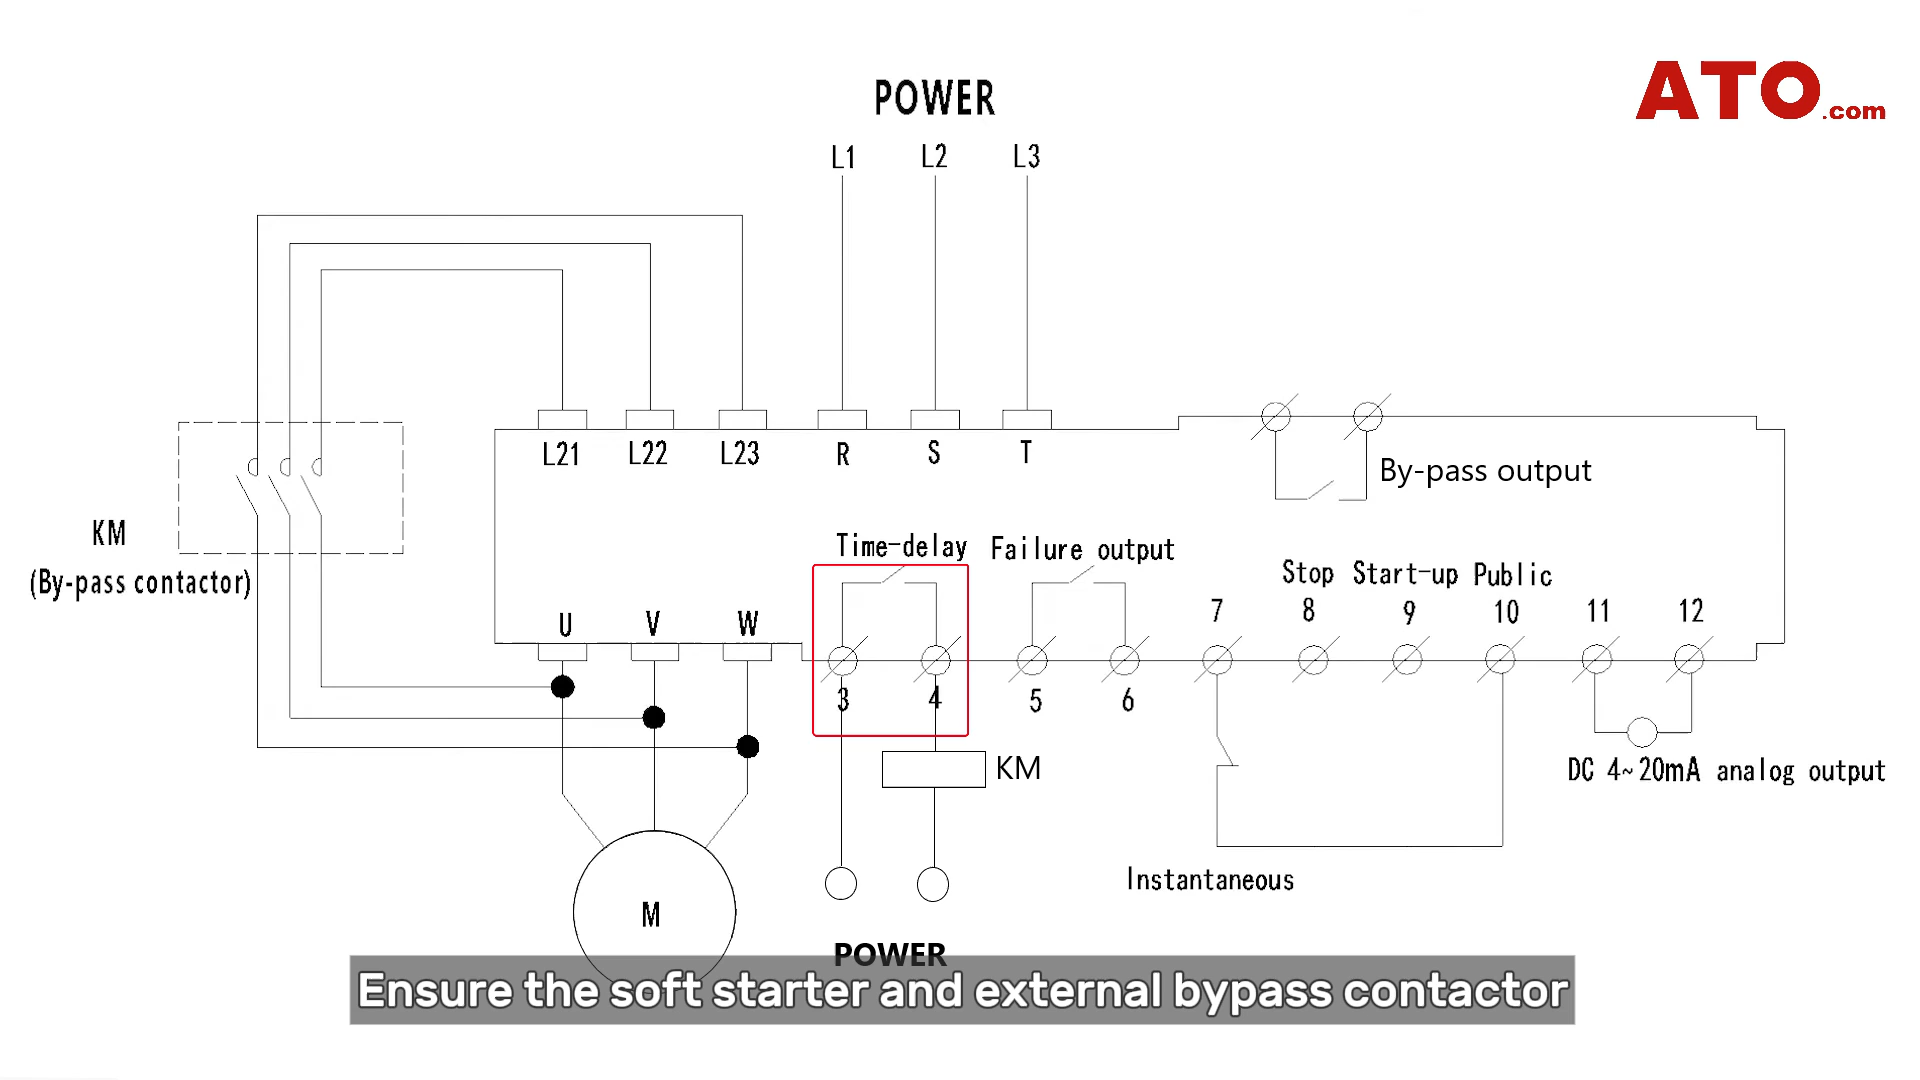 POWER
ATO.com
L1 L2 L3
L21 L22 L23 R S T
By-pass output
KM
(By-pass contactor)
Time-delay Failure output
Stop Start-up Public
U V W
7 8 9 10 11 12
3 4 5 6
KM
DC 4~20mA analog output
Instantaneous
M
POWER
Ensure the soft starter and external bypass contactor